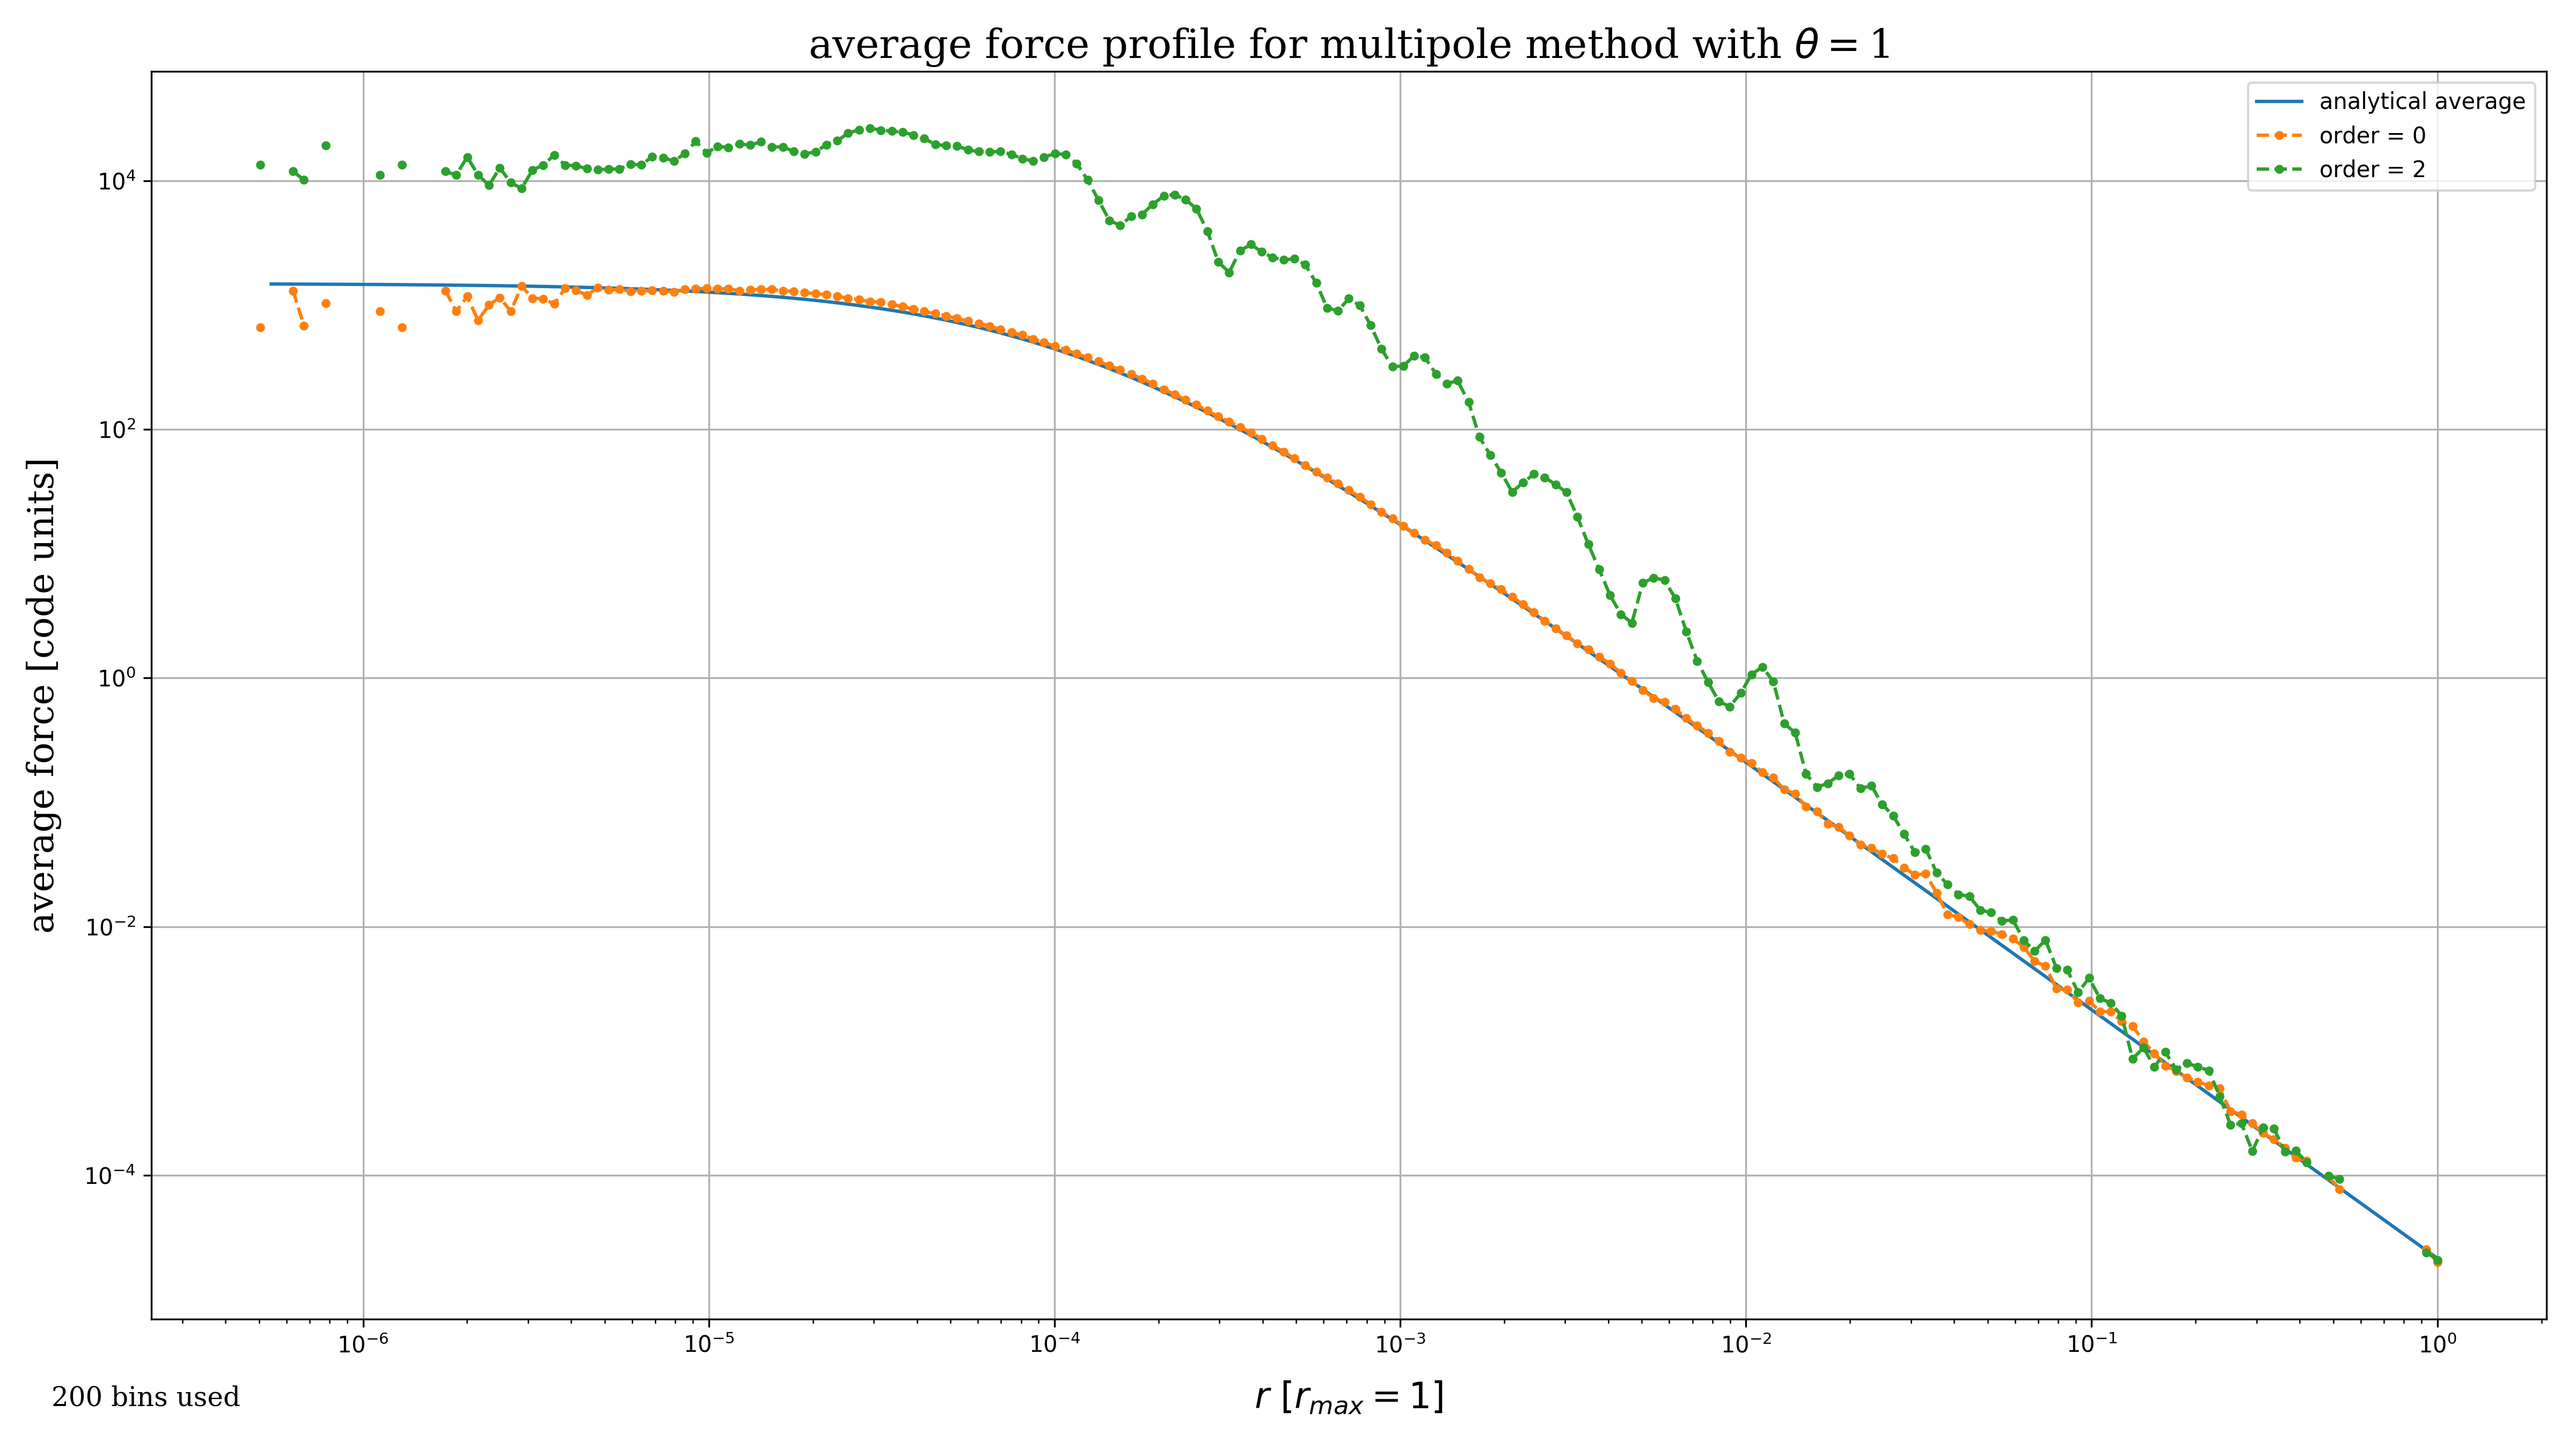 average force profile for multipole method with θ = 1
analytical average
order = 0
order = 2
average force [code units]
10⁴
10²
10⁰
10⁻²
10⁻⁴
10⁻⁶ 10⁻⁵ 10⁻⁴ 10⁻³ 10⁻² 10⁻¹ 10⁰
r [rₘₐₓ = 1]
200 bins used